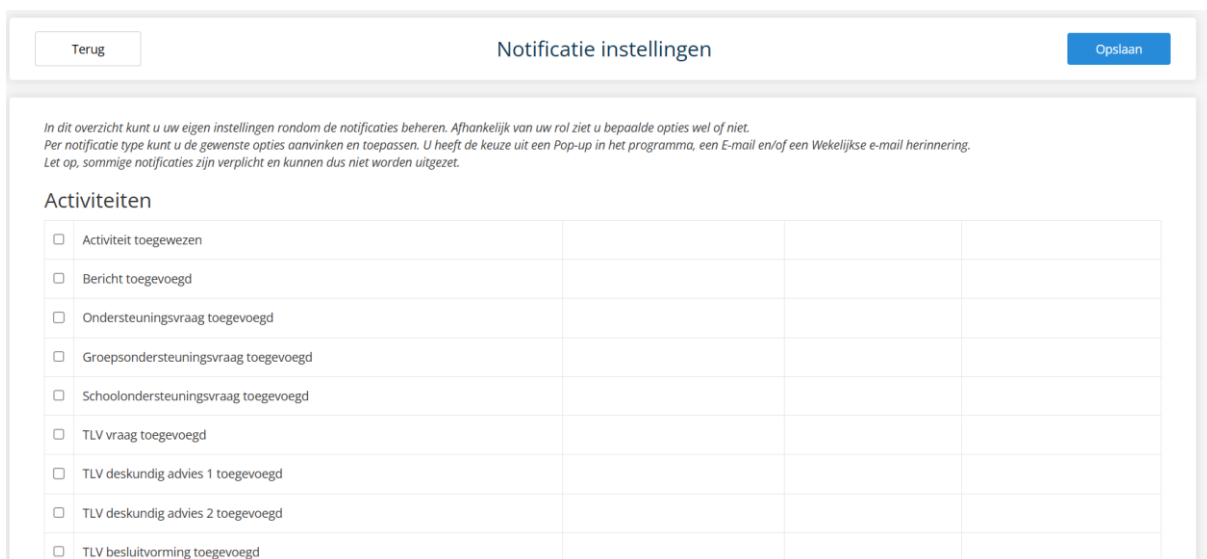 Terug
Notificatie instellingen
Opslaan
In dit overzicht kunt u uw eigen instellingen rondom de notificaties beheren. Afhankelijk van uw rol ziet u bepaalde opties wel of niet.
Per notificatie type kunt u de gewenste opties aanvinken en toepassen. U heeft de keuze uit een Pop-up in het programma, een E-mail en/of een Wekelijkse e-mail herinnering.
Let op, sommige notificaties zijn verplicht en kunnen dus niet worden uitgezet.
Activiteiten
Activiteit toegewezen
Bericht toegevoegd
Ondersteuningsvraag toegevoegd
Groepsondersteuningsvraag toegevoegd
Schoolondersteuningsvraag toegevoegd
TLV vraag toegevoegd
TLV deskundig advies 1 toegevoegd
TLV deskundig advies 2 toegevoegd
TLV besluitvorming toegevoegd